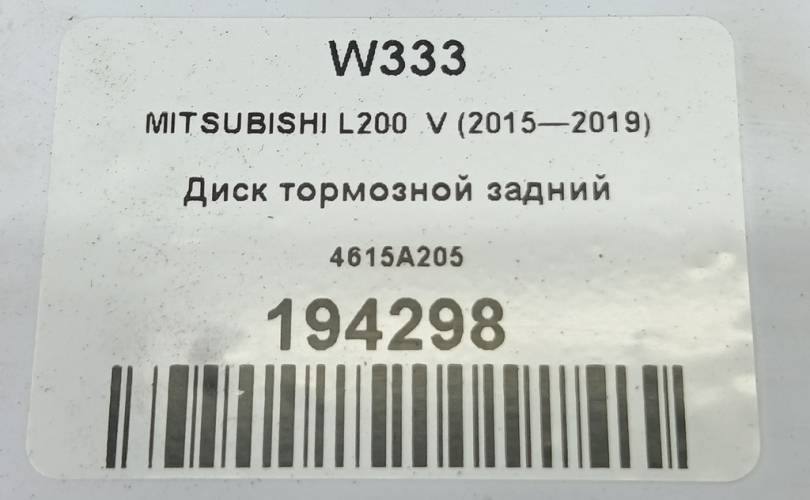 W333
MITSUBISHI L200 V (2015—2019)
Диск тормозной задний
4615A205
194298